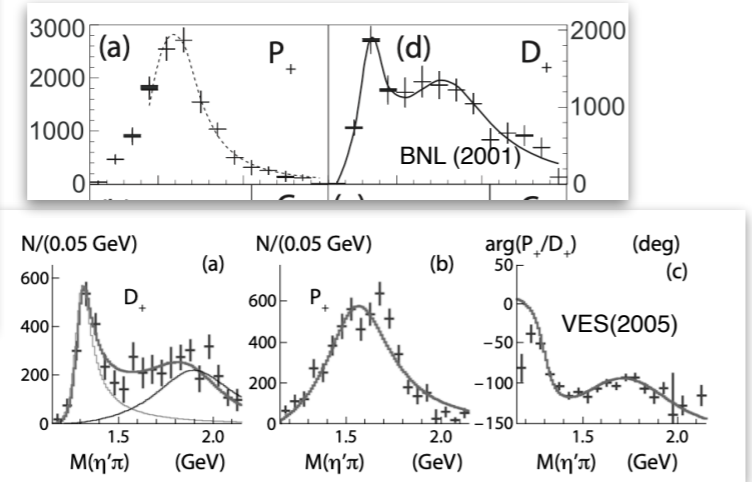 3000 (a) P+ (d) D+ 2000
2000
1000 1000
BNL (2001)
0 0
N/(0.05 GeV) N/(0.05 GeV) arg(P+/D+) (deg)
(a) (b) 50 (c)
600 D+ 600 P+ 0
VES(2005)
400 400 −50
200 200 −100
0 0 −150
1.5 2.0 1.5 2.0 1.5 2.0
M(η′π) (GeV) M(η′π) (GeV) M(η′π) (GeV)